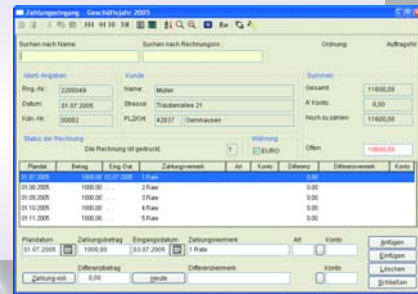 Zahlungseingang Geschäftsjahr 2005
Suchen nach Name: Suchen nach Rechnungsnr.: Ordnung: AuftragsNr
Ident-Angaben Kunde Summen
Rng.-Nr.: 2200049 Name: Müller Gesamt: 11600,00
Datum: 01.07.2005 Strasse: Traubenallee 21 A' Konto: 0,00
Kdn.-Nr.: 00002 PLZ/Ort: 42837 Gernhausen Noch zu zahlen: 11600,00
Status der Rechnung Währung
Die Rechnung ist gedruckt. 1 EURO Offen 10600,00
Plandat. Betrag Eing-Dat. Zahlungsvermerk Art Konto Differenz Differenzvermerk Konto
01.07.2005 1000,00 03.07.2005 1 Rate 0,00
01.08.2005 1000,00 . . 2 Rate 0,00
01.09.2005 1000,00 . . 3 Rate 0,00
01.10.2005 1000,00 . . 4 Rate 0,00
01.11.2005 1000,00 . . 5 Rate 0,00
Plandatum Zahlungsbetrag Eingangsdatum Zahlungsvermerk Art Konto Anfügen
01.07.2005 1000,00 03.07.2005 1 Rate Einfügen
Differenzbetrag Differenzvermerk Konto Löschen
Zahlung voll 0,00 Heute Schließen